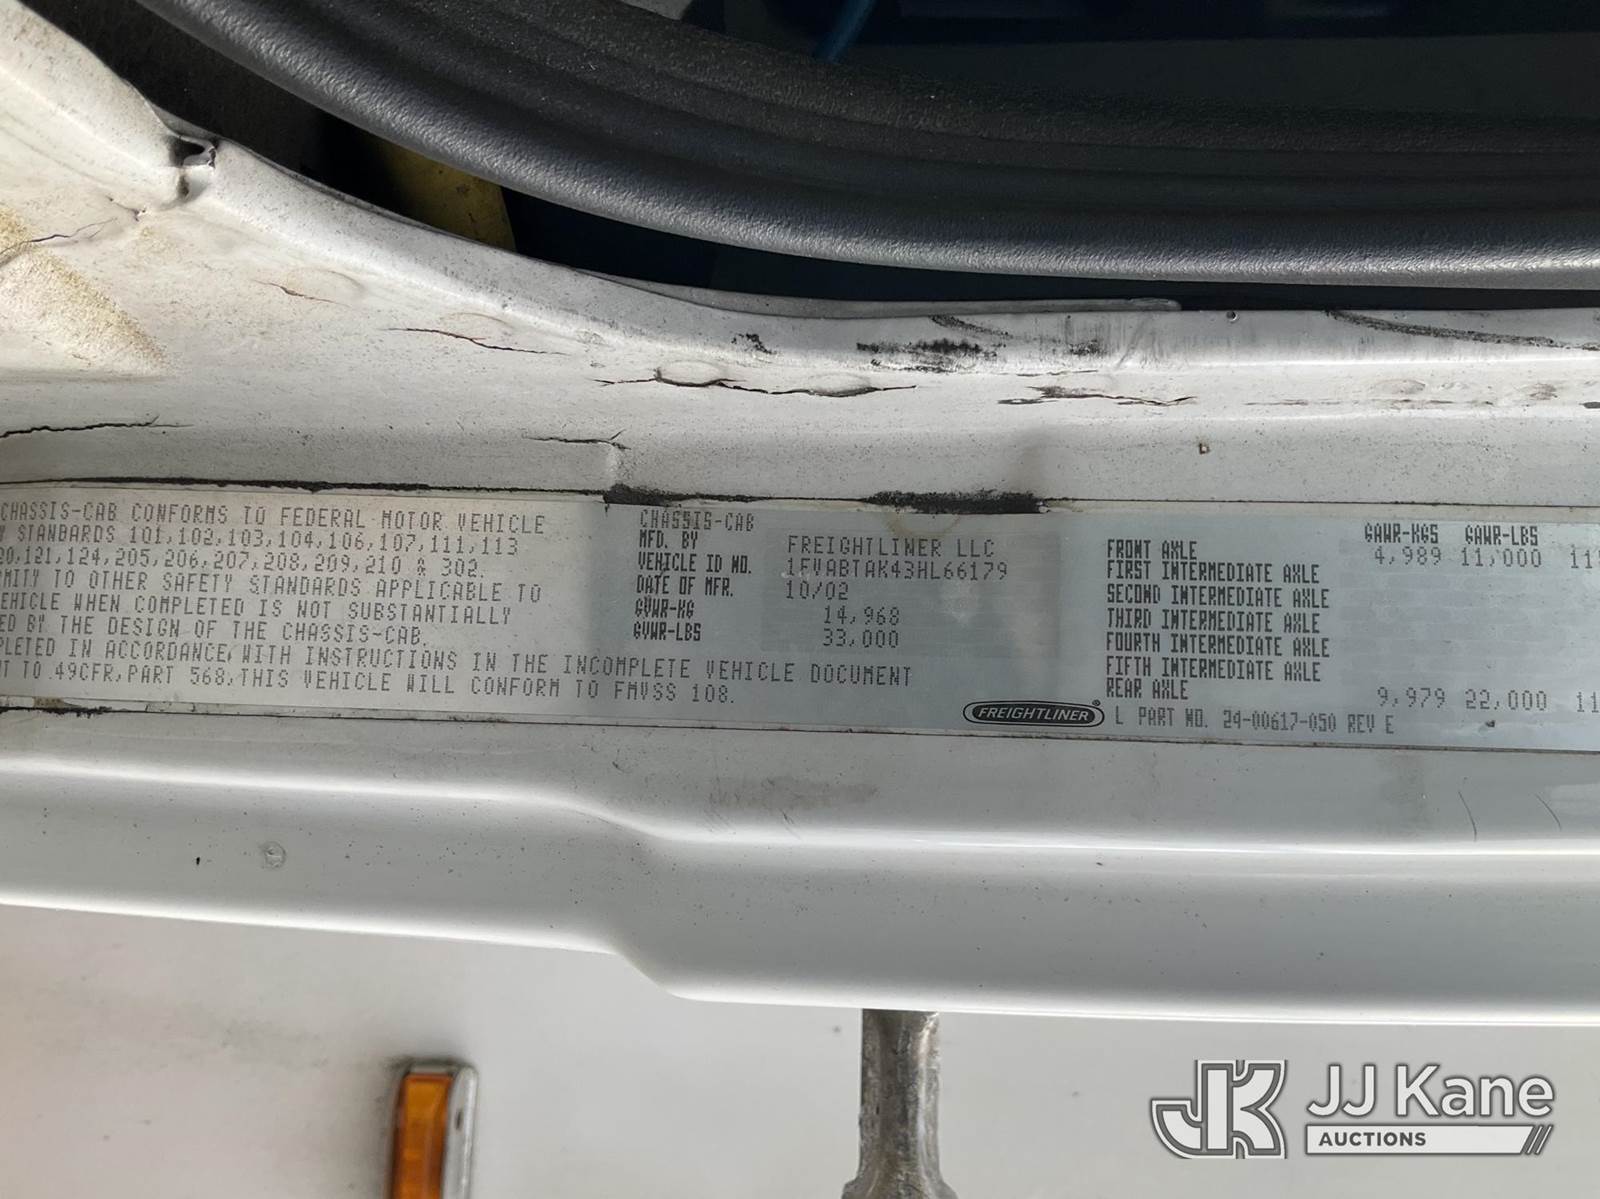 CHASSIS-CAB CONFORMS TO FEDERAL MOTOR VEHICLE
STANDARDS 101,102,103,104,106,107,111,113
20,121,124,205,206,207,208,209,210 & 302.
MITY TO OTHER SAFETY STANDARDS APPLICABLE TO
EHICLE WHEN COMPLETED IS NOT SUBSTANTIALLY
ED BY THE DESIGN OF THE CHASSIS-CAB.
PLETED IN ACCORDANCE WITH INSTRUCTIONS IN THE INCOMPLETE VEHICLE DOCUMENT
NT TO 49CFR, PART 568, THIS VEHICLE WILL CONFORM TO FMVSS 108.
CHASSIS-CAB
MFD. BY FREIGHTLINER LLC
VEHICLE ID NO. 1FVABTAK43HL66179
DATE OF MFR. 10/02
GVWR-KG 14,968
GVWR-LBS 33,000
FREIGHTLINER®
GAWR-KGS GAWR-LBS
FRONT AXLE 4,989 11,000 11
FIRST INTERMEDIATE AXLE
SECOND INTERMEDIATE AXLE
THIRD INTERMEDIATE AXLE
FOURTH INTERMEDIATE AXLE
FIFTH INTERMEDIATE AXLE
REAR AXLE 9,979 22,000 11
L PART NO. 24-00617-050 REV E
JK JJ Kane
AUCTIONS